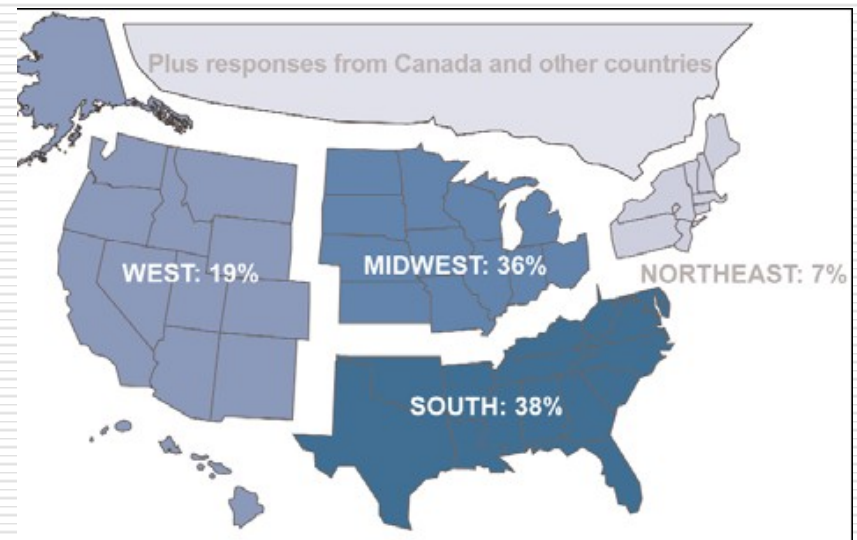 Plus responses from Canada and other countries
WEST: 19%
MIDWEST: 36%
NORTHEAST: 7%
SOUTH: 38%